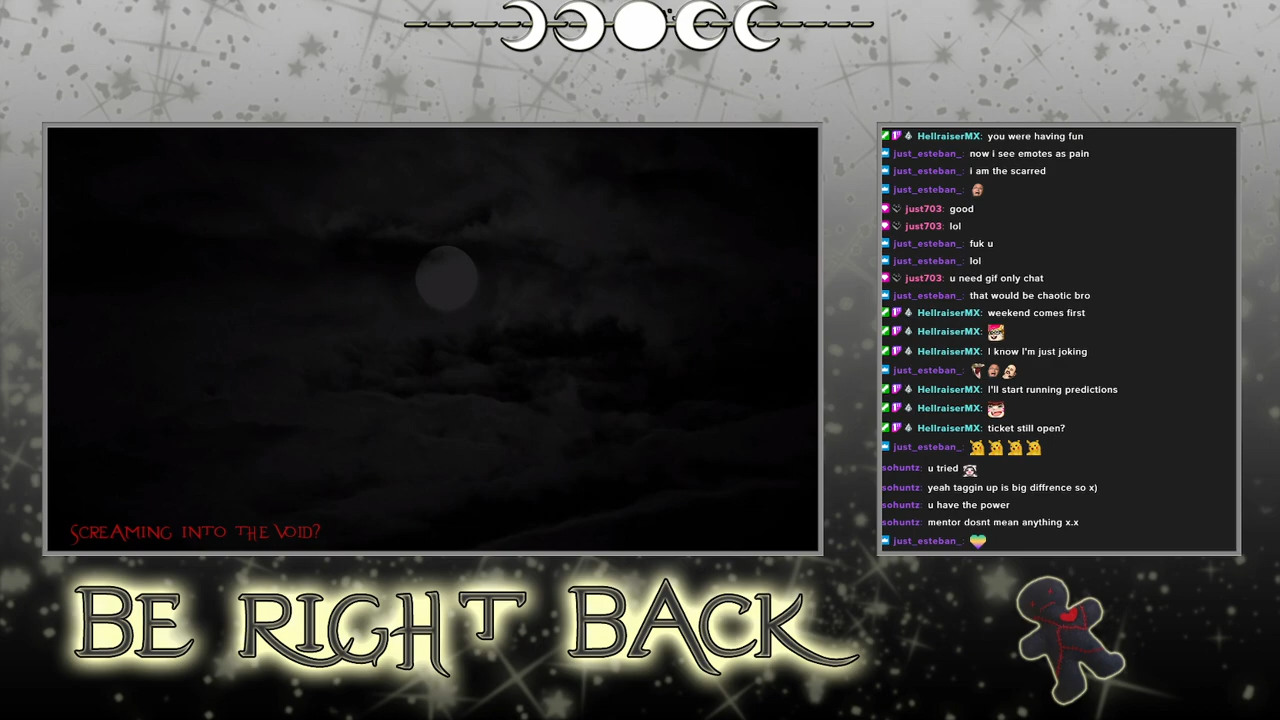 HellraiserMX: you were having fun
just_esteban_: now i see emotes as pain
just_esteban_: i am the scarred
just_esteban_:
just703: good
just703: lol
just_esteban_: fuk u
just_esteban_: lol
just703: u need gif only chat
just_esteban_: that would be chaotic bro
HellraiserMX: weekend comes first
HellraiserMX:
HellraiserMX: I know I'm just joking
just_esteban_:
HellraiserMX: I'll start running predictions
HellraiserMX:
HellraiserMX: ticket still open?
just_esteban_:
sohuntz: u tried
sohuntz: yeah taggin up is big diffrence so x)
sohuntz: u have the power
sohuntz: mentor dosnt mean anything x.x
just_esteban_:
Screaming into the Void?
Be Right Back